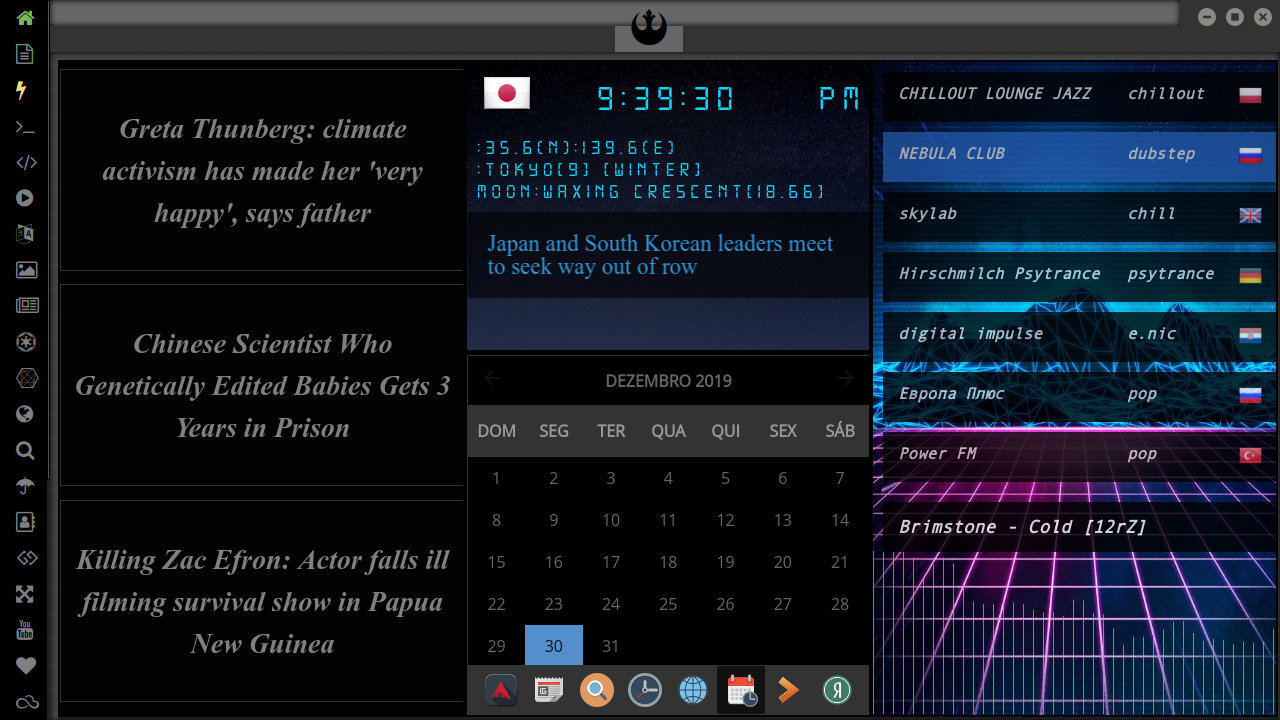 Greta Thunberg: climate
activism has made her 'very
happy', says father
Chinese Scientist Who
Genetically Edited Babies Gets 3
Years in Prison
Killing Zac Efron: Actor falls ill
filming survival show in Papua
New Guinea
9:39:30 PM
:35.6(N):139.6(E)
:TOKYO(9) (WINTER)
MOON:WAXING CRESCENT(18.66)
Japan and South Korean leaders meet
to seek way out of row
DEZEMBRO 2019
DOM SEG TER QUA QUI SEX SÁB
1 2 3 4 5 6 7
8 9 10 11 12 13 14
15 16 17 18 19 20 21
22 23 24 25 26 27 28
29 30 31
CHILLOUT LOUNGE JAZZ chillout
NEBULA CLUB dubstep
skylab chill
Hirschmilch Psytrance psytrance
digital impulse e.nic
Европа Плюс pop
Power FM pop
Brimstone - Cold [12rZ]
You
Tube
Я